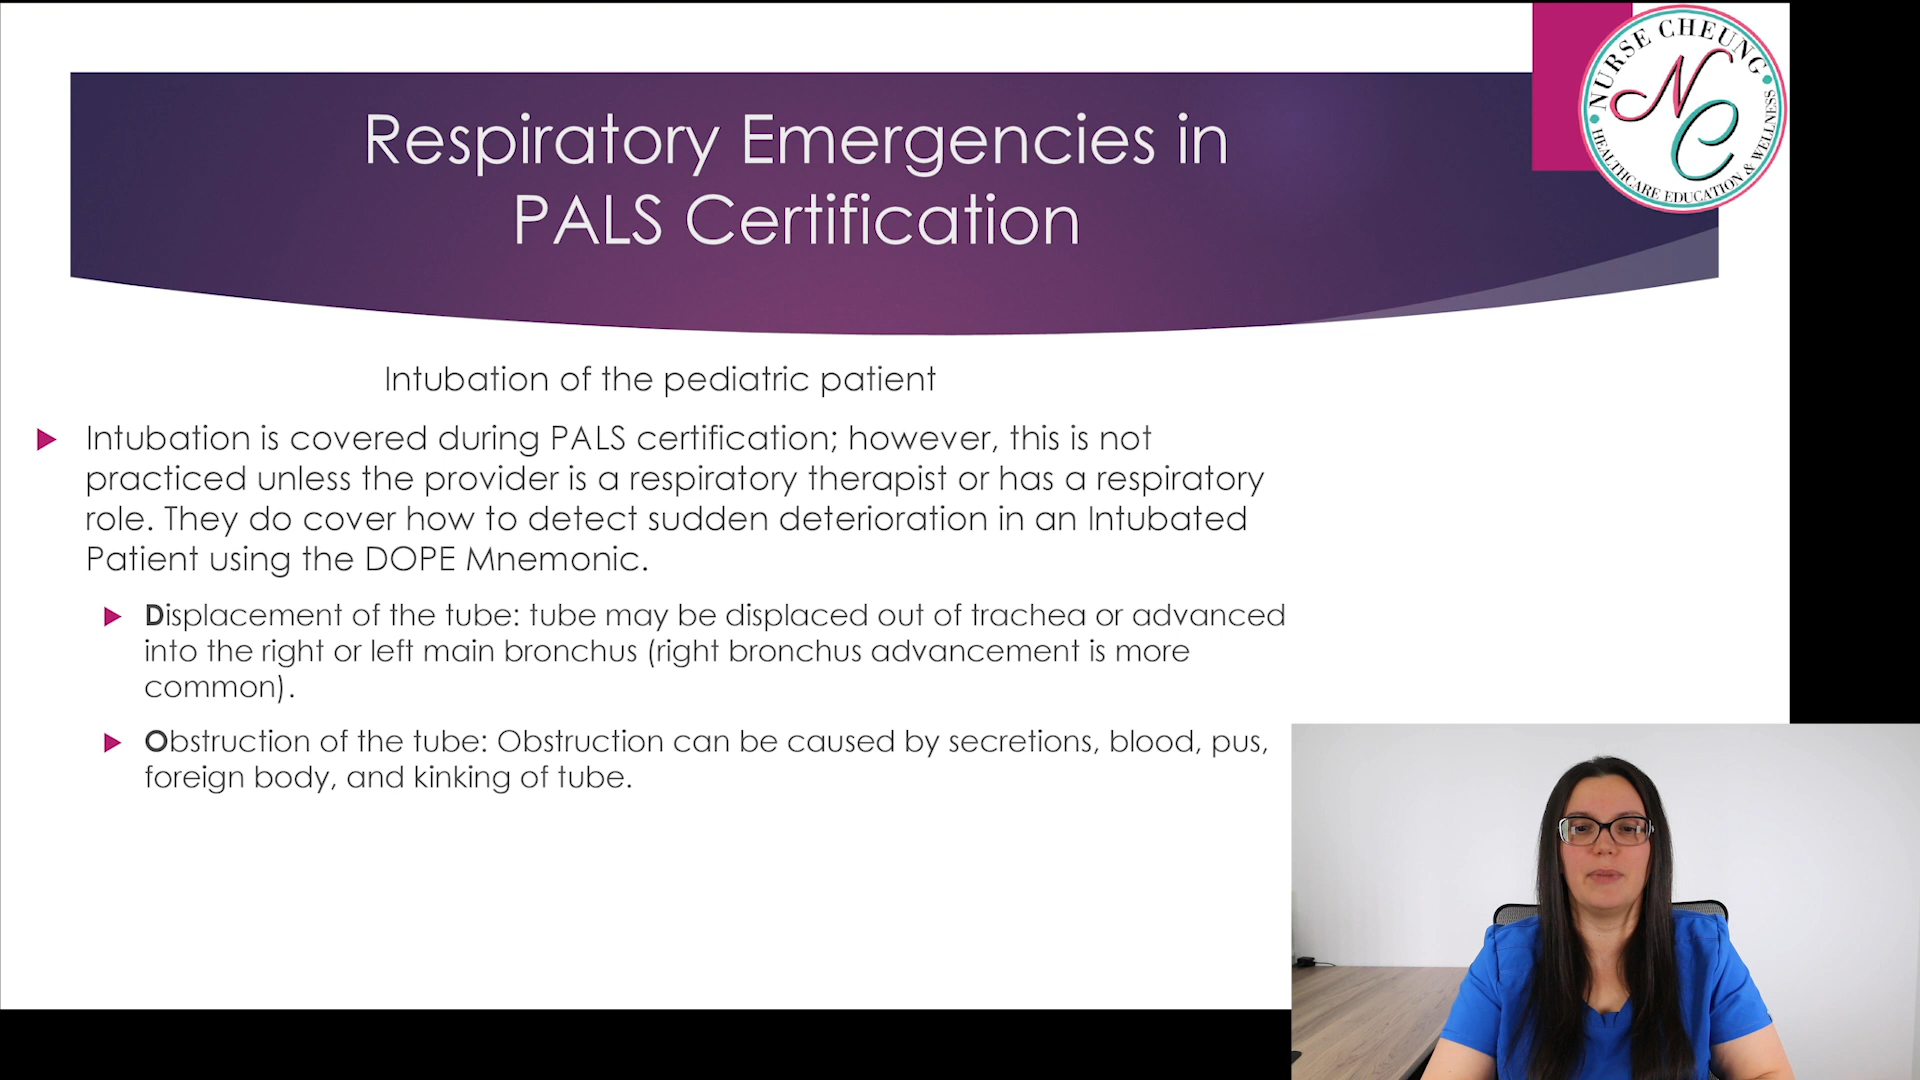 Respiratory Emergencies in
PALS Certification
NURSE CHEUNG
NC
HEALTHCARE EDUCATION & WELLNESS
Intubation of the pediatric patient
Intubation is covered during PALS certification; however, this is not
practiced unless the provider is a respiratory therapist or has a respiratory
role. They do cover how to detect sudden deterioration in an Intubated
Patient using the DOPE Mnemonic.
Displacement of the tube: tube may be displaced out of trachea or advanced
into the right or left main bronchus (right bronchus advancement is more
common).
Obstruction of the tube: Obstruction can be caused by secretions, blood, pus,
foreign body, and kinking of tube.